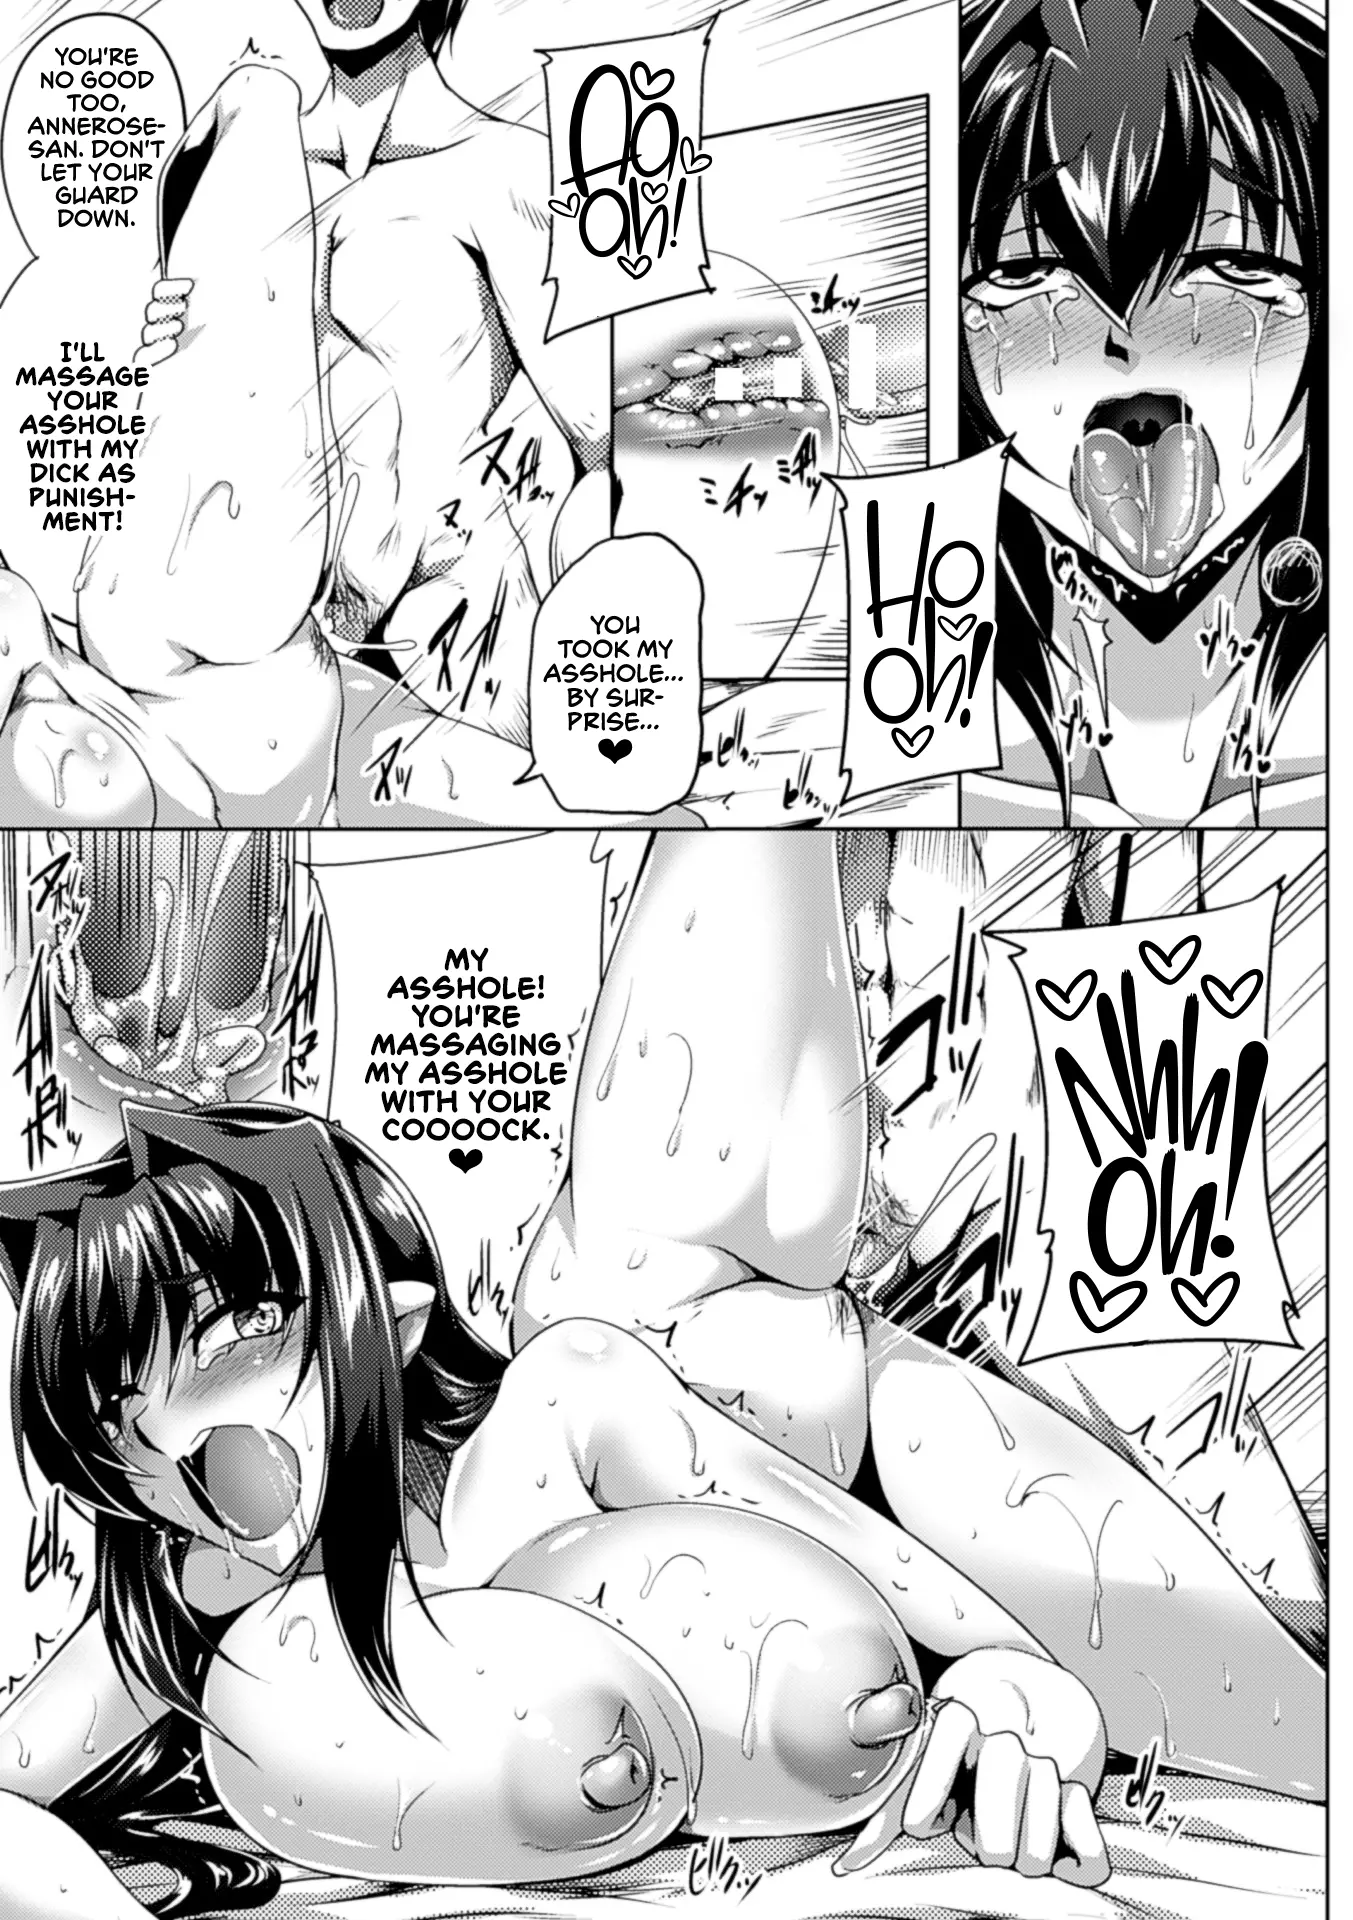 YOU'RE
NO GOOD
TOO,
ANNEROSE-
SAN. DON'T
LET YOUR
GUARD
DOWN.
I'LL
MASSAGE
YOUR
ASSHOLE
WITH MY
DICK AS
PUNISH-
MENT!
Aa
ah!
Ho
oh!
YOU
TOOK MY
ASSHOLE...
BY SUR-
PRISE...
♥
MY
ASSHOLE!
YOU'RE
MASSAGING
MY ASSHOLE
WITH YOUR
COOOOCK.
♥
Nhh
Oh!